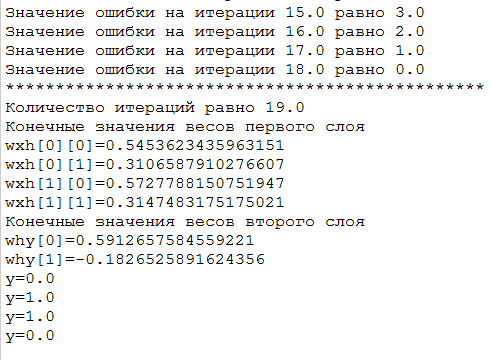 Значение ошибки на итерации 15.0 равно 3.0
Значение ошибки на итерации 16.0 равно 2.0
Значение ошибки на итерации 17.0 равно 1.0
Значение ошибки на итерации 18.0 равно 0.0
************************************************
Количество итераций равно 19.0
Конечные значения весов первого слоя
wxh[0][0]=0.5453623435963151
wxh[0][1]=0.3106587910276607
wxh[1][0]=0.5727788150751947
wxh[1][1]=0.3147483175175021
Конечные значения весов второго слоя
why[0]=0.5912657584559221
why[1]=-0.1826525891624356
y=0.0
y=1.0
y=1.0
y=0.0